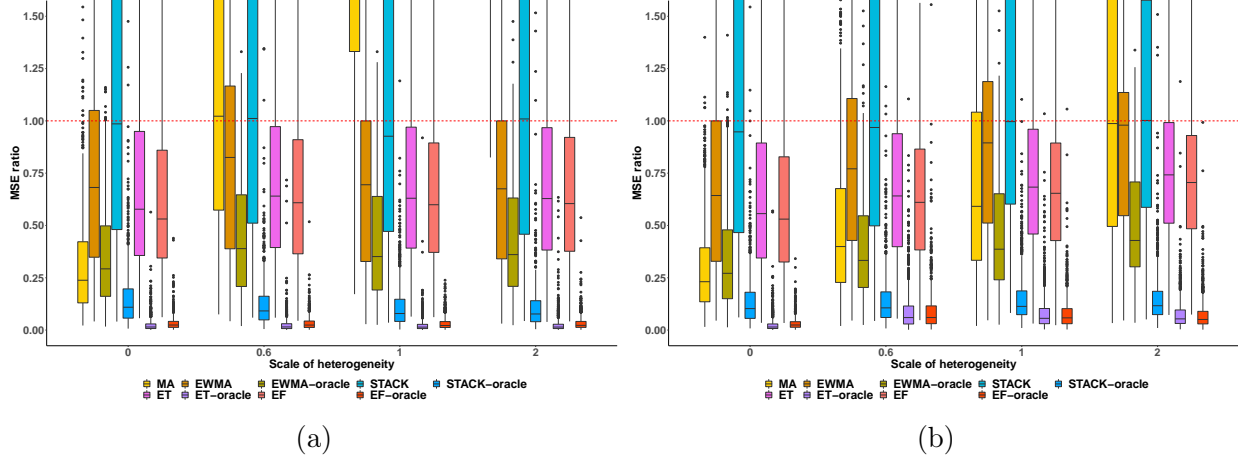 1.50
1.25
1.00
0.75
0.50
0.25
0.00
MSE ratio
0 0.6 1 2
Scale of heterogeneity
MA EWMA EWMA−oracle STACK STACK−oracle
ET ET−oracle EF EF−oracle
(a)
1.50
1.25
1.00
0.75
0.50
0.25
0.00
MSE ratio
0 0.6 1 2
Scale of heterogeneity
MA EWMA EWMA−oracle STACK STACK−oracle
ET ET−oracle EF EF−oracle
(b)